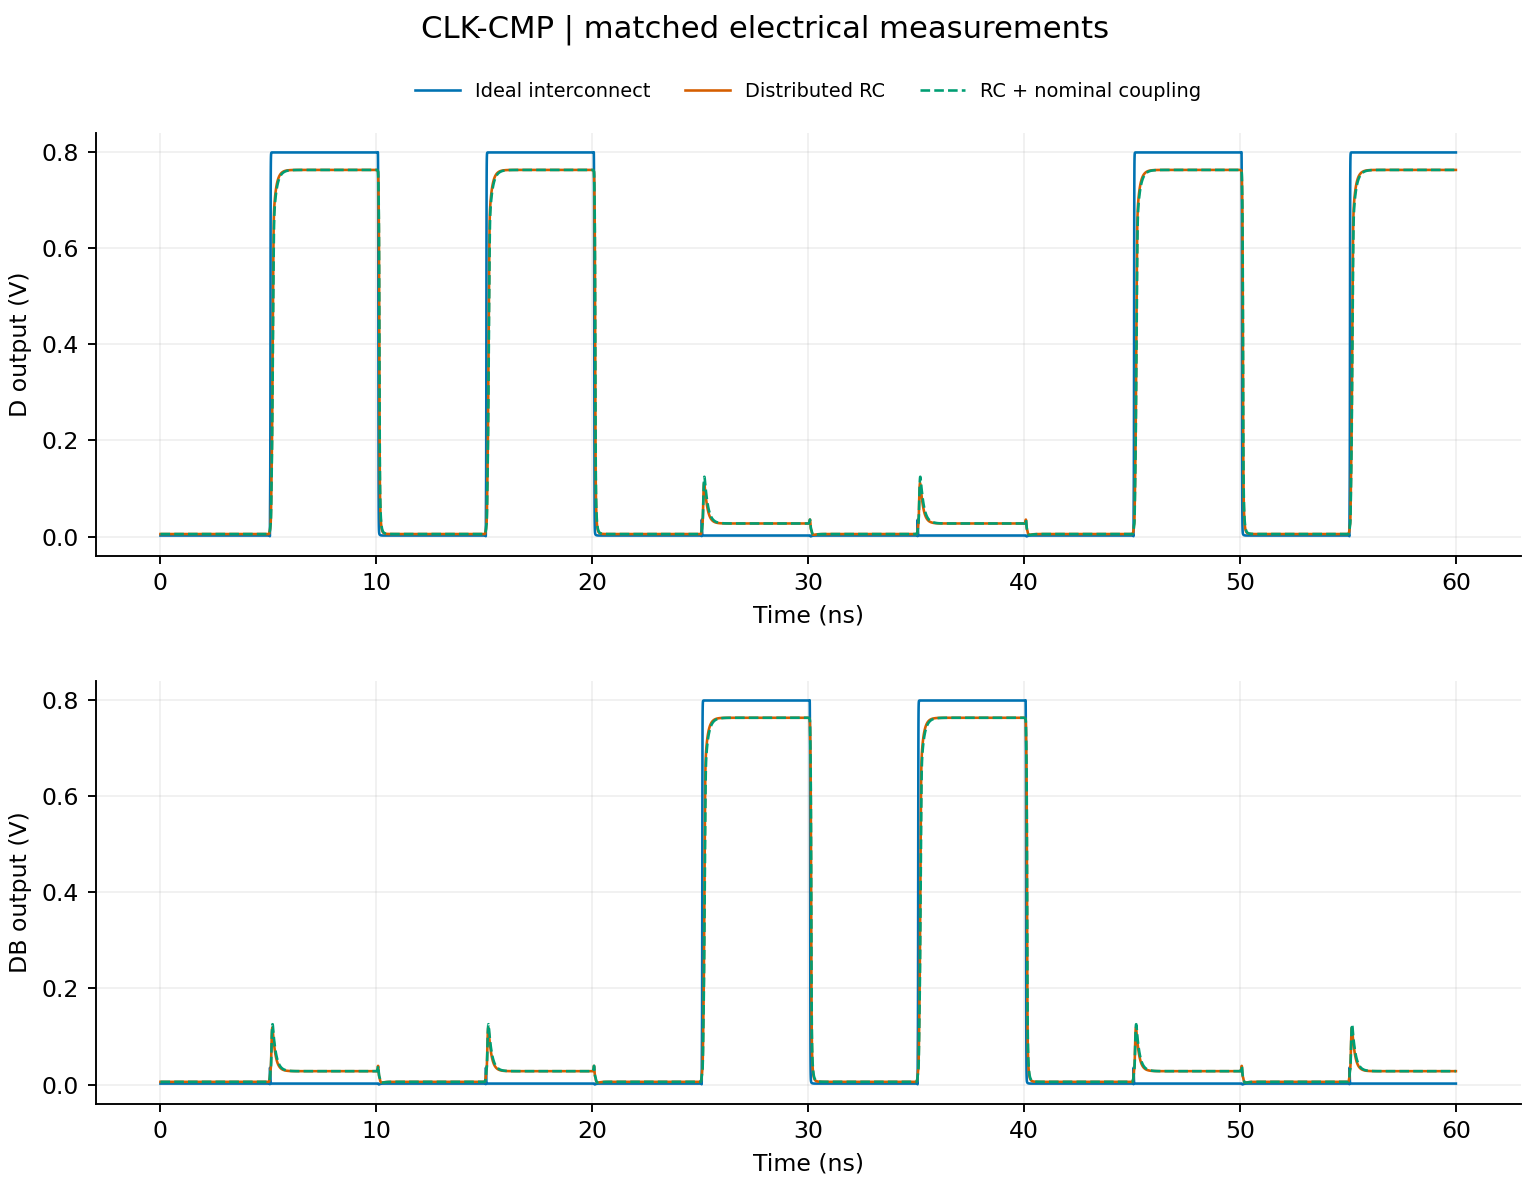 CLK-CMP | matched electrical measurements
Ideal interconnect Distributed RC RC + nominal coupling
0.8
0.6
0.4
0.2
0.0
D output (V)
0 10 20 30 40 50 60
Time (ns)
0.8
0.6
0.4
0.2
0.0
DB output (V)
0 10 20 30 40 50 60
Time (ns)